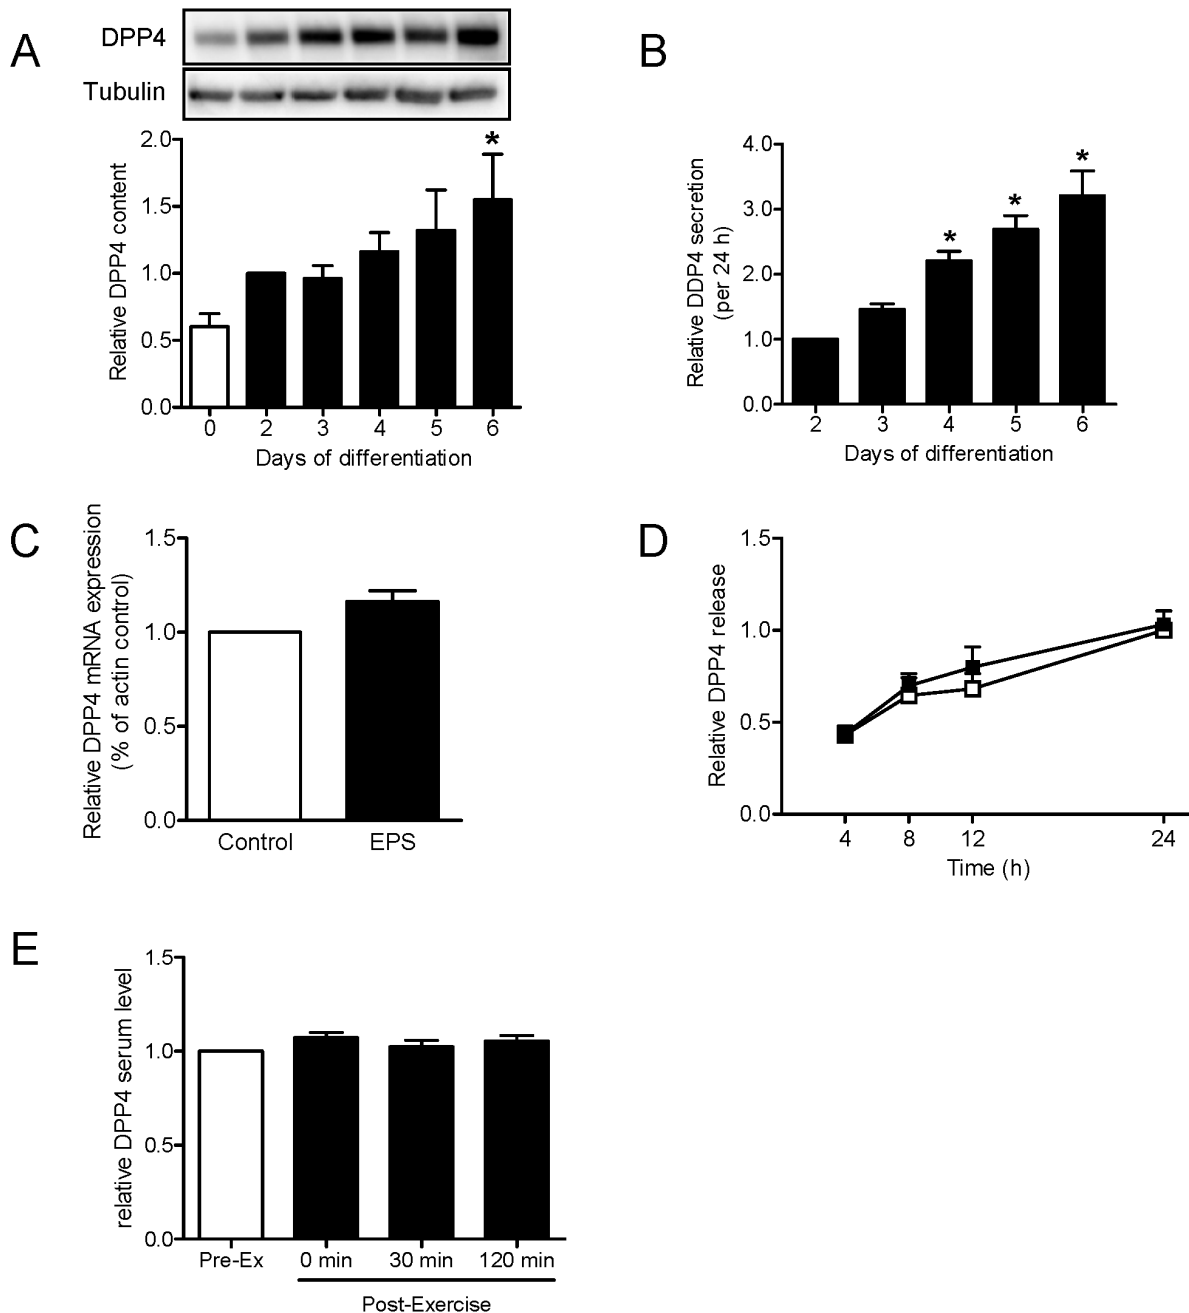 A
DPP4
Tubulin
*
2.0
1.5
1.0
0.5
0.0
Relative DPP4 content
0 2 3 4 5 6
Days of differentiation
B
4.0
3.0
2.0
1.0
0.0
Relative DDP4 secretion
(per 24 h)
* * *
2 3 4 5 6
Days of differentiation
C
1.5
1.0
0.5
0.0
Relative DPP4 mRNA expression
(% of actin control)
Control EPS
D
1.5
1.0
0.5
0.0
Relative DPP4 release
4 8 12 24
Time (h)
E
1.5
1.0
0.5
0.0
relative DPP4 serum level
Pre-Ex 0 min 30 min 120 min
Post-Exercise